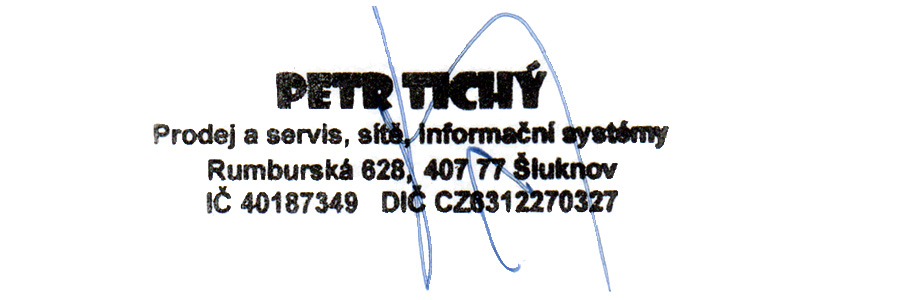 PETR TICHÝ
Prodej a servis, sítě, informační systémy
Rumburská 628, 407 77 Šluknov
IČ 40187349 DIČ CZ6312270327